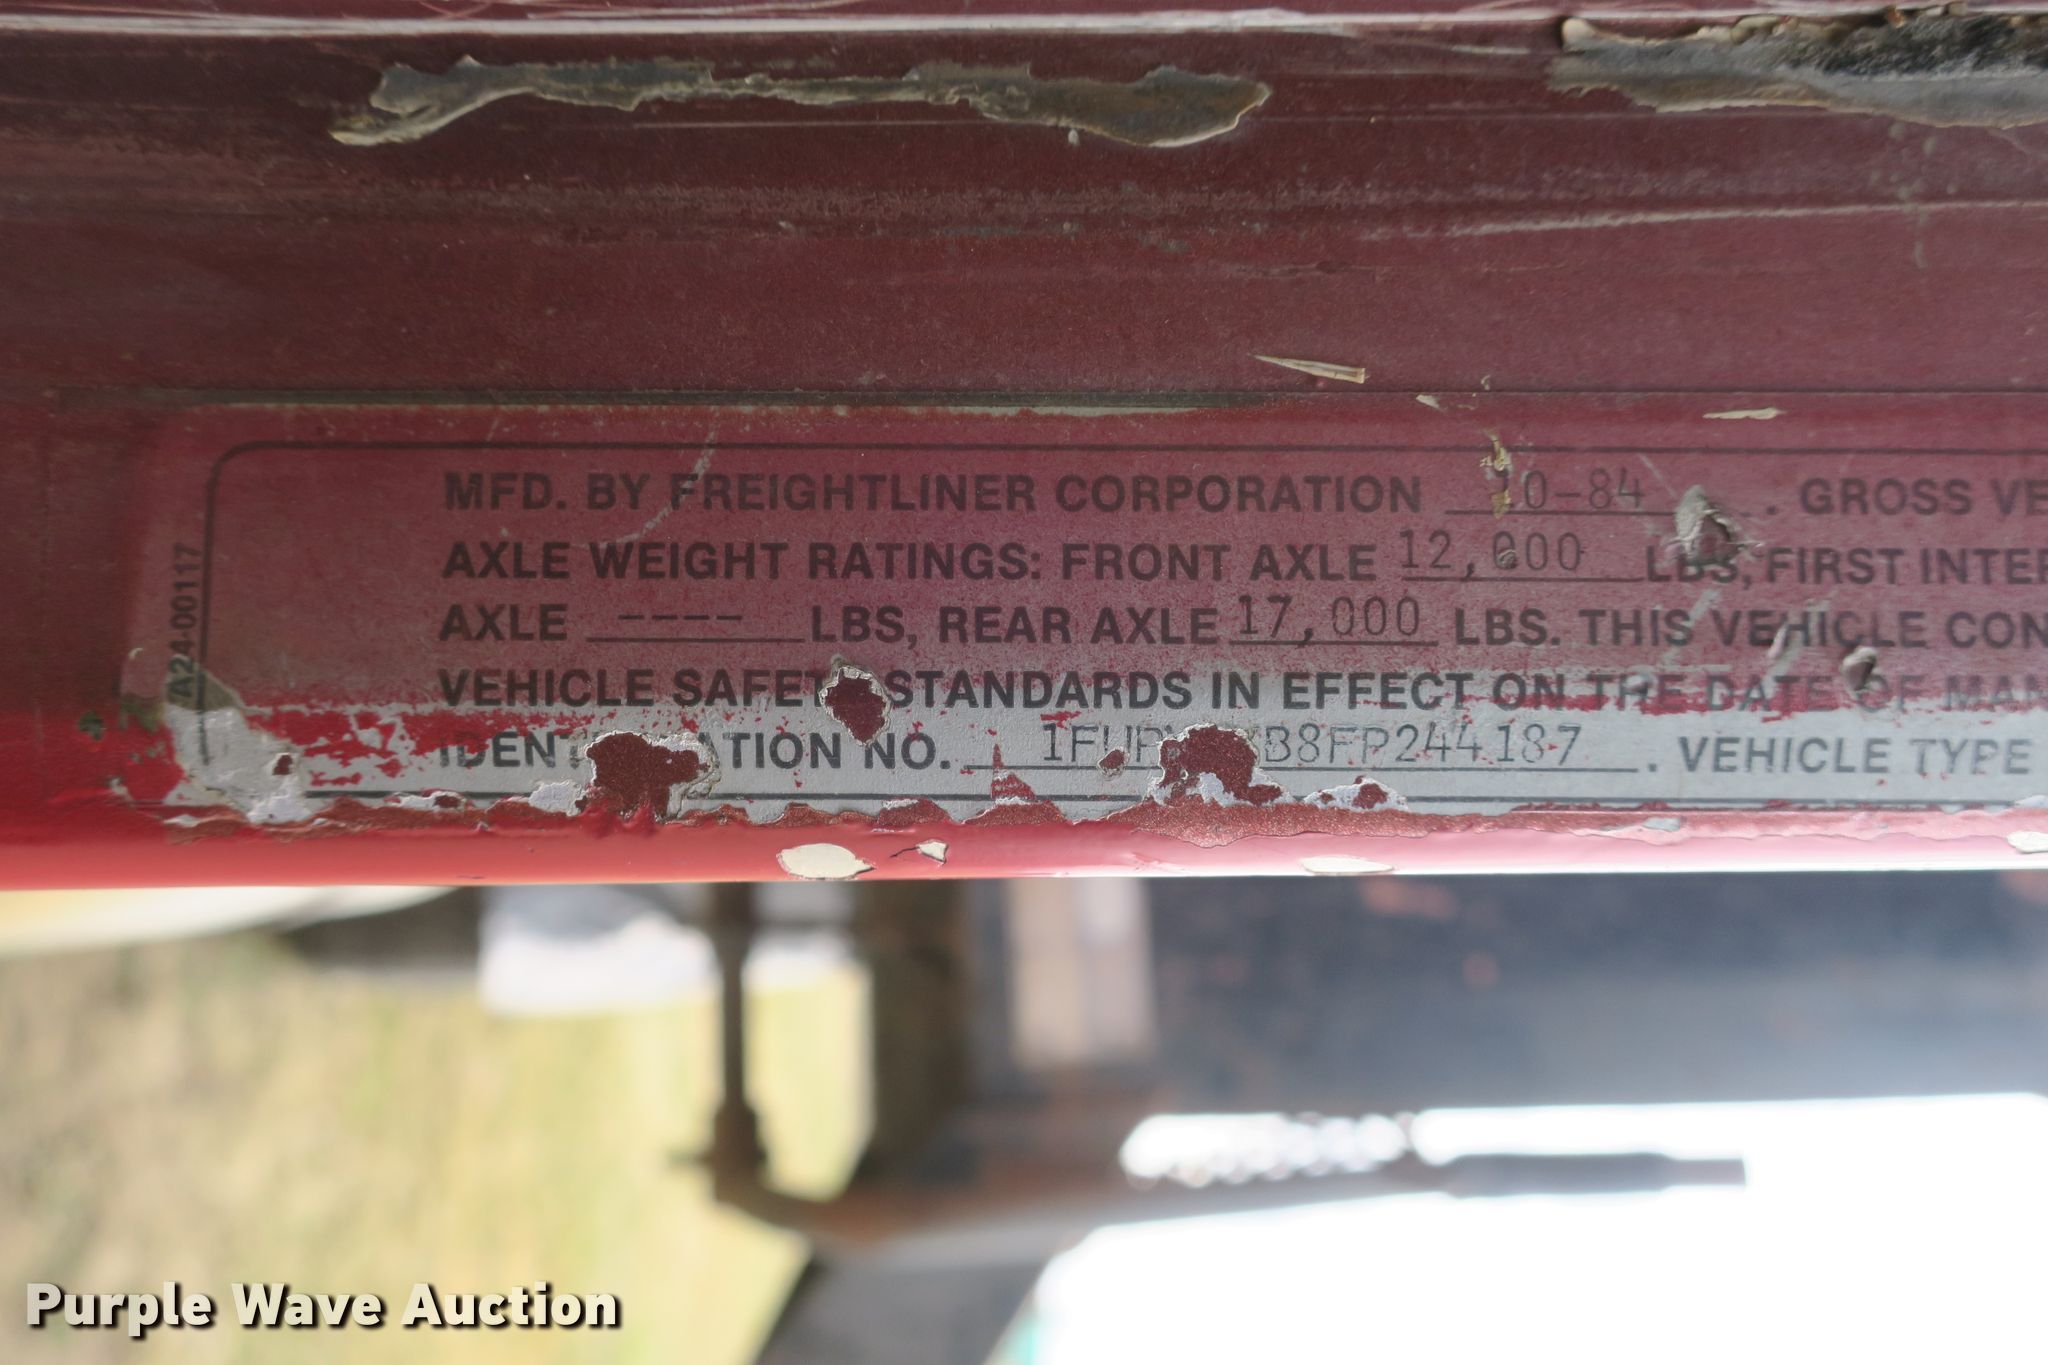 MFD. BY FREIGHTLINER CORPORATION 10-84 . GROSS VE
AXLE WEIGHT RATINGS: FRONT AXLE 12,000 LBS, FIRST INTER
AXLE ---- LBS, REAR AXLE 17,000 LBS. THIS VEHICLE CON
VEHICLE SAFET STANDARDS IN EFFECT ON THE DATE OF MAN
IDENT ATION NO. 1FUP B8FP244187 . VEHICLE TYPE
A24-00117
Purple Wave Auction